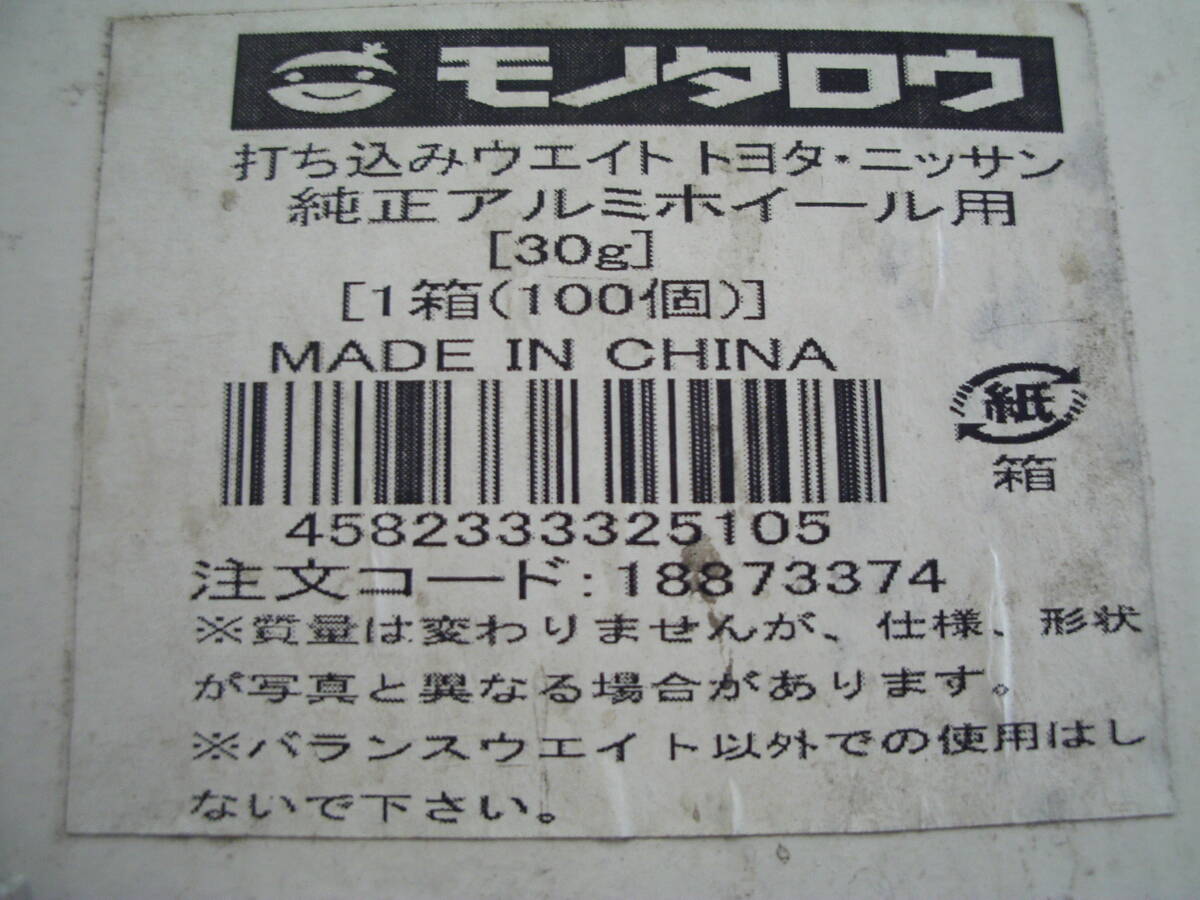 モノタロウ
打ち込みウエイト トヨタ・ニッサン
純正アルミホイール用
[30g]
[1箱(100個)]
MADE IN CHINA
紙
箱
4582333325105
注文コード:18873374
※質量は変わりませんが、仕様、形状
が写真と異なる場合があります。
※バランスウエイト以外での使用はし
ないで下さい。